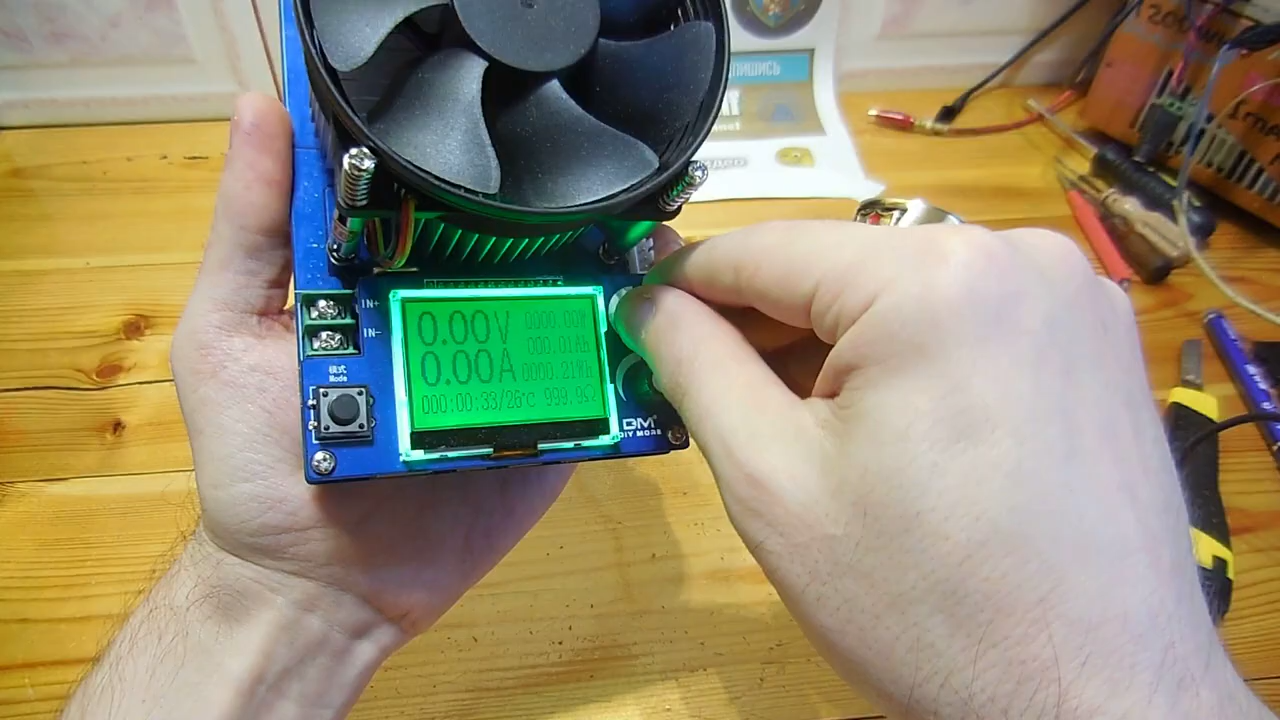 ПИШИСЬ
0.00V 0000.00W
000.01Ah
0.00A 0000.21Wh
000:00:33/26°C 999.9Ω
IN+
IN-
模式
Mode
DM
DIY MORE